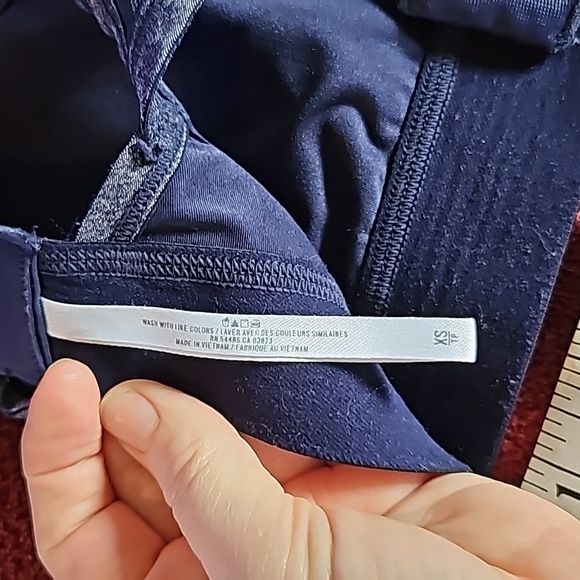 WASH WITH LIKE COLORS / LAVER AVEC DES COULEURS SIMILAIRES
RN 54485 CA 03873
MADE IN VIETNAM / FABRIQUE AU VIETNAM
XS
TP